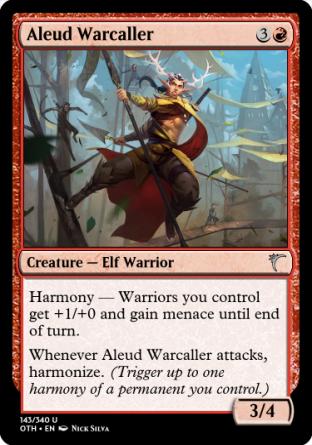 Aleud Warcaller 3
Creature — Elf Warrior
Harmony — Warriors you control
get +1/+0 and gain menace until end
of turn.
Whenever Aleud Warcaller attacks,
harmonize. (Trigger up to one
harmony of a permanent you control.)
143/340 U
OTH • EN Nick Silva
3/4